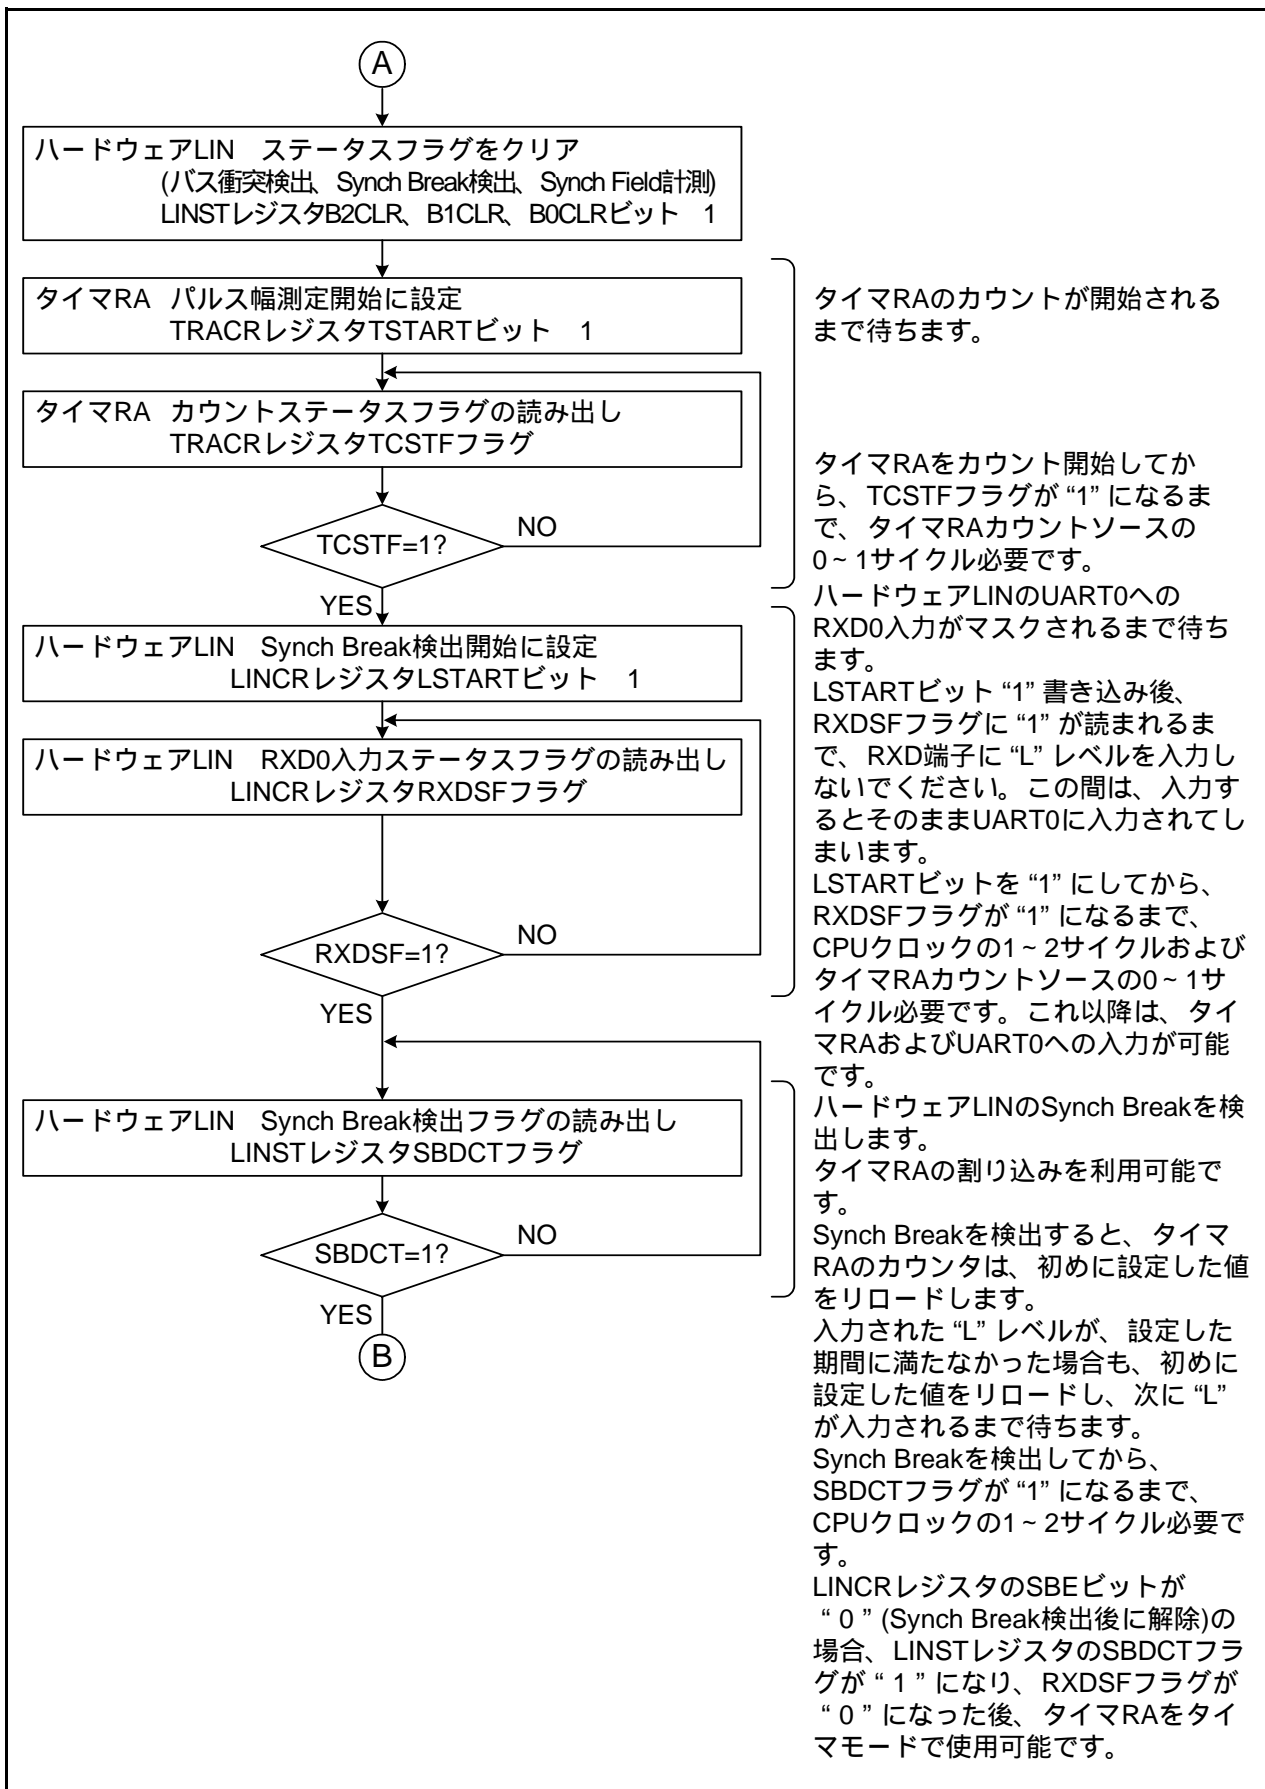 A
ハードウェアLIN ステータスフラグをクリア
(バス衝突検出、Synch Break検出、Synch Field計測)
LINSTレジスタB2CLR、B1CLR、B0CLRビット 1
タイマRA パルス幅測定開始に設定
TRACRレジスタTSTARTビット 1
タイマRAのカウントが開始される
まで待ちます。
タイマRA カウントステータスフラグの読み出し
TRACRレジスタTCSTFフラグ
TCSTF=1?
NO
YES
タイマRAをカウント開始してか
ら、TCSTFフラグが “1” になるま
で、タイマRAカウントソースの
0~1サイクル必要です。
ハードウェアLIN Synch Break検出開始に設定
LINCRレジスタLSTARTビット 1
ハードウェアLIN RXD0入力ステータスフラグの読み出し
LINCRレジスタRXDSFフラグ
RXDSF=1?
NO
YES
ハードウェアLINのUART0への
RXD0入力がマスクされるまで待ち
ます。
LSTARTビット “1” 書き込み後、
RXDSFフラグに “1” が読まれるま
で、RXD端子に “L” レベルを入力し
ないでください。この間は、入力す
るとそのままUART0に入力されてし
まいます。
LSTARTビットを “1” にしてから、
RXDSFフラグが “1” になるまで、
CPUクロックの1~2サイクルおよび
タイマRAカウントソースの0~1サ
イクル必要です。これ以降は、タイ
マRAおよびUART0への入力が可能
です。
ハードウェアLIN Synch Break検出フラグの読み出し
LINSTレジスタSBDCTフラグ
SBDCT=1?
NO
YES
B
ハードウェアLINのSynch Breakを検
出します。
タイマRAの割り込みを利用可能で
す。
Synch Breakを検出すると、タイマ
RAのカウンタは、初めに設定した値
をリロードします。
入力された “L” レベルが、設定した
期間に満たなかった場合も、初めに
設定した値をリロードし、次に “L”
が入力されるまで待ちます。
Synch Breakを検出してから、
SBDCTフラグが “1” になるまで、
CPUクロックの1~2サイクル必要で
す。
LINCRレジスタのSBEビットが
“ 0 ” (Synch Break検出後に解除)の
場合、LINSTレジスタのSBDCTフラ
グが “ 1 ” になり、RXDSFフラグが
“ 0 ” になった後、タイマRAをタイ
マモードで使用可能です。